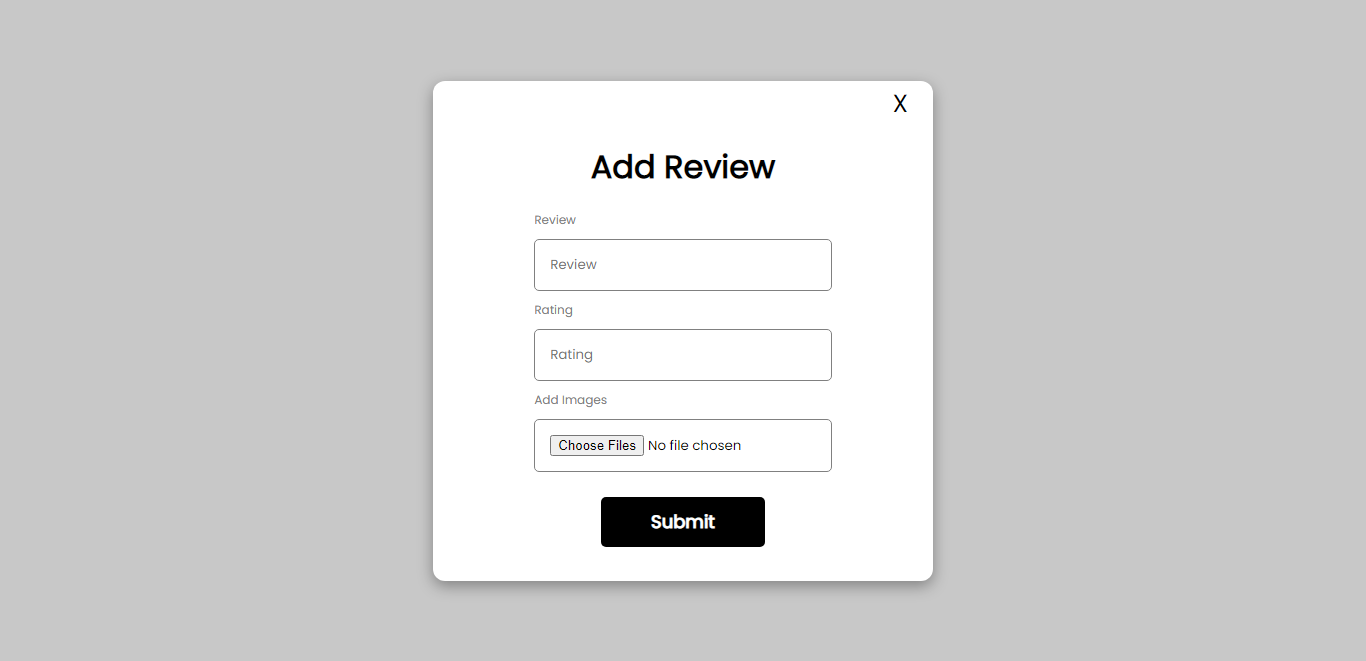 X
Add Review
Review
Review
Rating
Rating
Add Images
Choose Files No file chosen
Submit